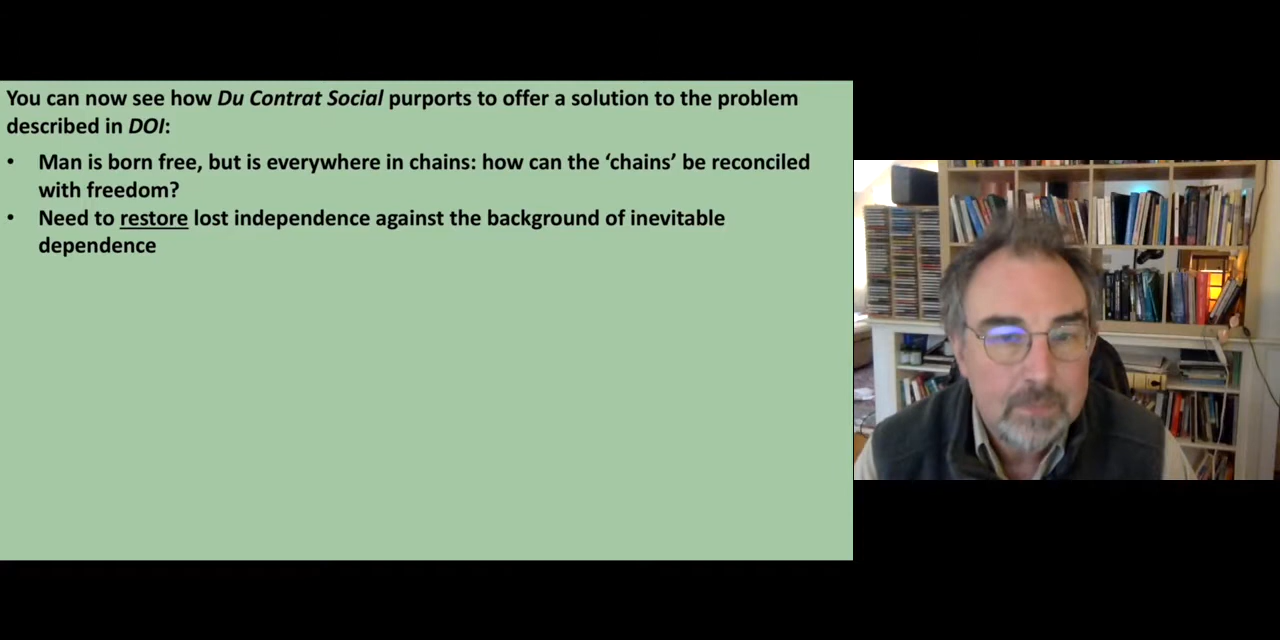 You can now see how Du Contrat Social purports to offer a solution to the problem
described in DOI:
• Man is born free, but is everywhere in chains: how can the ‘chains’ be reconciled
with freedom?
• Need to restore lost independence against the background of inevitable
dependence